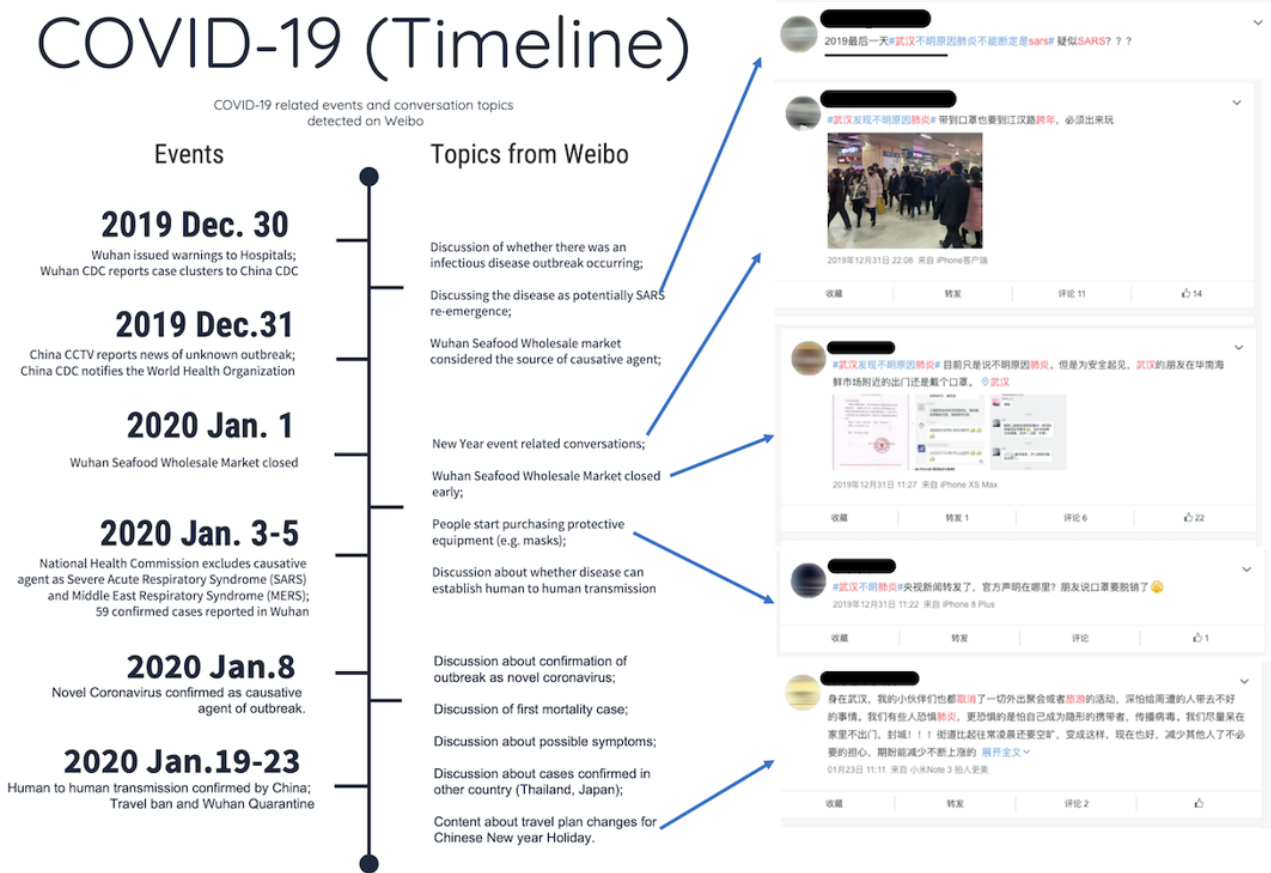 COVID-19 (Timeline)
COVID-19 related events and conversation topics
detected on Weibo
Events
2019 Dec. 30
Wuhan issued warnings to Hospitals;
Wuhan CDC reports case clusters to China CDC
2019 Dec.31
China CCTV reports news of unknown outbreak;
China CDC notifies the World Health Organization
2020 Jan. 1
Wuhan Seafood Wholesale Market closed
2020 Jan. 3-5
National Health Commission excludes causative
agent as Severe Acute Respiratory Syndrome (SARS)
and Middle East Respiratory Syndrome (MERS);
59 confirmed cases reported in Wuhan
2020 Jan.8
Novel Coronavirus confirmed as causative
agent of outbreak.
2020 Jan.19-23
Human to human transmission confirmed by China;
Travel ban and Wuhan Quarantine
Topics from Weibo
Discussion of whether there was an
infectious disease outbreak occurring;
Discussing the disease as potentially SARS
re-emergence;
Wuhan Seafood Wholesale market
considered the source of causative agent;
New Year event related conversations;
Wuhan Seafood Wholesale Market closed
early;
People start purchasing protective
equipment (e.g. masks);
Discussion about whether disease can
establish human to human transmission
Discussion about confirmation of
outbreak as novel coronavirus;
Discussion of first mortality case;
Discussion about possible symptoms;
Discussion about cases confirmed in
other country (Thailand, Japan);
Content about travel plan changes for
Chinese New year Holiday.
2019最后一天#武汉不明原因肺炎不能断定是sars# 疑似SARS？？？
#武汉发现不明原因肺炎# 带到口罩也要到江汉路跨年，必须出来玩
2019年12月31日 22:08 来自 iPhone客户端
收藏 转发 评论 11 14
#武汉发现不明原因肺炎# 目前只是说不明原因肺炎。但是为安全起见，武汉的朋友在华南海
鲜市场附近的出门还是戴个口罩。 武汉
2019年12月31日 11:27 来自 iPhone XS Max
收藏 转发 1 评论 6 22
#武汉不明肺炎#央视新闻转发了，官方声明在哪里？朋友说口罩要脱销了
2019年12月31日 11:22 来自 iPhone 8 Plus
收藏 转发 评论 1
身在武汉，我的小伙伴们也都取消了一切外出聚会或者旅游的活动，深怕给周遭的人带去不好
的事情。我们有些人恐惧肺炎，更恐惧的是怕自己成为隐形的携带者，传播病毒。我们尽量呆在
家里不出门，封城！！！街道比起往常凌晨还要空旷，变成这样，现在也好，减少其他人了不必
要的担心，期盼能减少不断上涨的 展开全文
01月23日 11:11 来自 小米Note 3 拍人更美
收藏 转发 评论 2